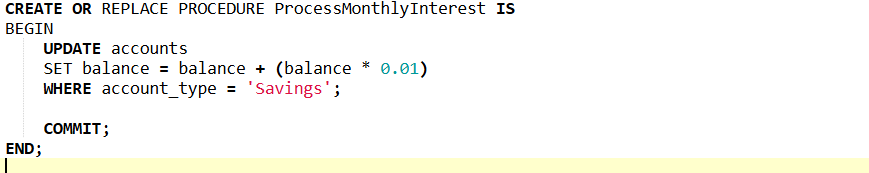 CREATE OR REPLACE PROCEDURE ProcessMonthlyInterest IS
BEGIN
    UPDATE accounts
    SET balance = balance + (balance * 0.01)
    WHERE account_type = 'Savings';

    COMMIT;
END;